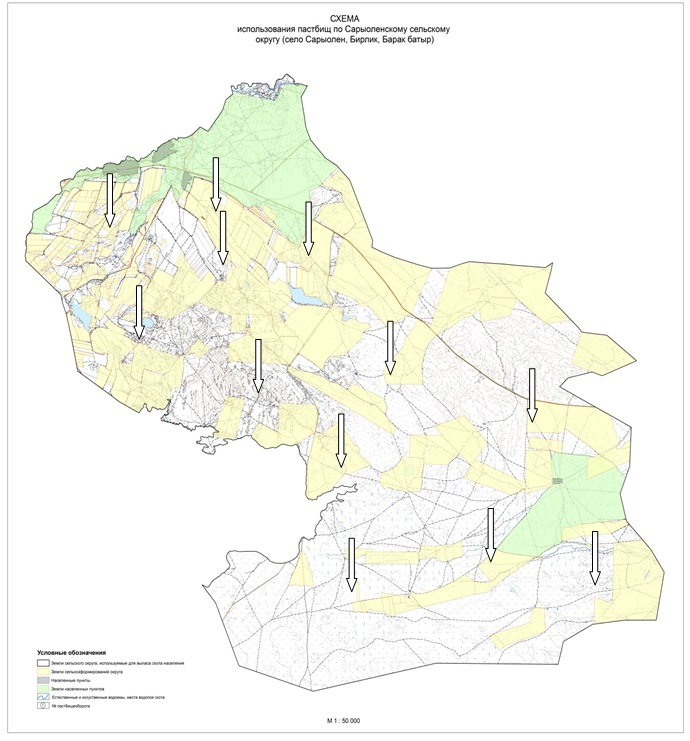 СХЕМА
использования пастбищ по Сарыоленскому сельскому
округу (село Сарыолен, Бирлик, Барак батыр)
Условные обозначения
Земли сельского округа, используемые для выпаса скота населения
Земли сельхозформирований округа
Населенные пункты
Земли населенных пунктов
Естественные и искуственные водоемы, места водопоя скота
№ пастбищеоборота
М 1 : 50 000